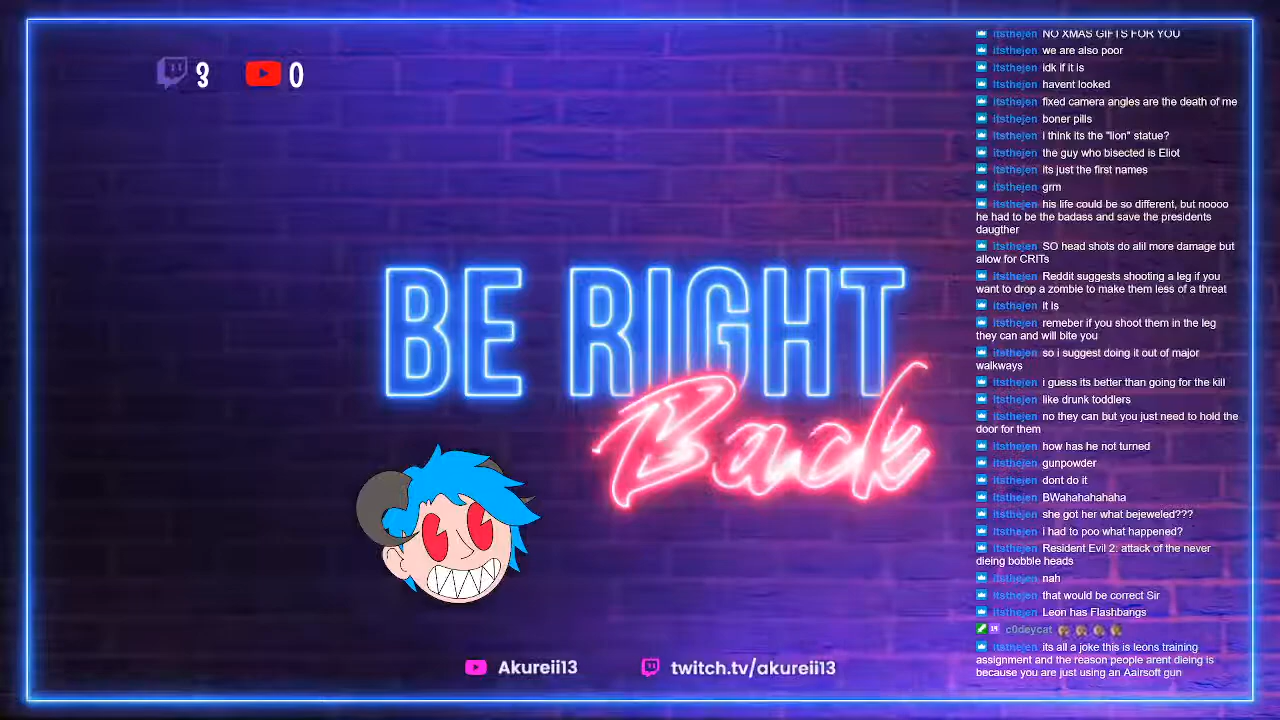 3
0
BE RIGHT
Back
Akureii13
twitch.tv/akureii13
itsthejen NO XMAS GIFTS FOR YOU
itsthejen we are also poor
itsthejen idk if it is
itsthejen havent looked
itsthejen fixed camera angles are the death of me
itsthejen boner pills
itsthejen i think its the "lion" statue?
itsthejen the guy who bisected is Eliot
itsthejen its just the first names
itsthejen grm
itsthejen his life could be so different, but noooo
he had to be the badass and save the presidents
daugther
itsthejen SO head shots do alil more damage but
allow for CRITs
itsthejen Reddit suggests shooting a leg if you
want to drop a zombie to make them less of a threat
itsthejen It is
itsthejen remeber if you shoot them in the leg
they can and will bite you
itsthejen so i suggest doing it out of major
walkways
itsthejen i guess its better than going for the kill
itsthejen like drunk toddlers
itsthejen no they can but you just need to hold the
door for them
itsthejen how has he not turned
itsthejen gunpowder
itsthejen dont do it
itsthejen BWahahahahaha
itsthejen she got her what bejeweled???
itsthejen i had to poo what happened?
itsthejen Resident Evil 2: attack of the never
dieing bobble heads
itsthejen nah
itsthejen that would be correct Sir
itsthejen Leon has Flashbangs
c0deycat
itsthejen its all a joke this is leons training
assignment and the reason people arent dieing is
because you are just using an Aairsoft gun